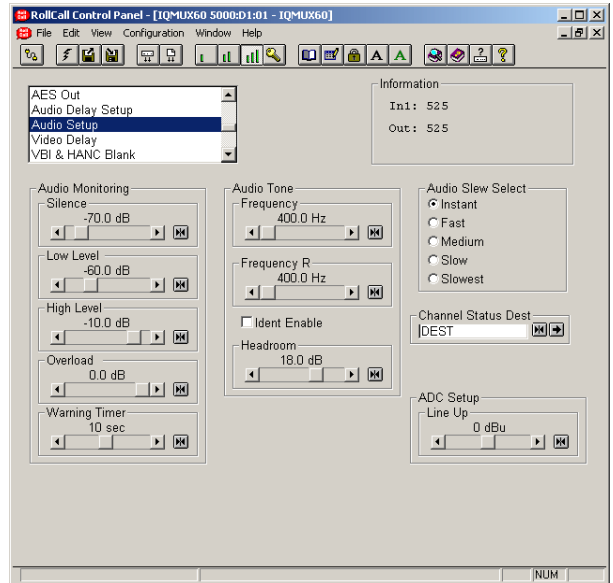 RollCall Control Panel - [IQMUX60 5000:D1:01 - IQMUX60]
File Edit View Configuration Window Help
A A
AES Out
Audio Delay Setup
Audio Setup
Video Delay
VBI & HANC Blank
Information
In1: 525
Out: 525
Audio Monitoring
Silence
-70.0 dB
Low Level
-60.0 dB
High Level
-10.0 dB
Overload
0.0 dB
Warning Timer
10 sec
Audio Tone
Frequency
400.0 Hz
Frequency R
400.0 Hz
Ident Enable
Headroom
18.0 dB
Audio Slew Select
Instant
Fast
Medium
Slow
Slowest
Channel Status Dest
DEST
ADC Setup
Line Up
0 dBu
NUM